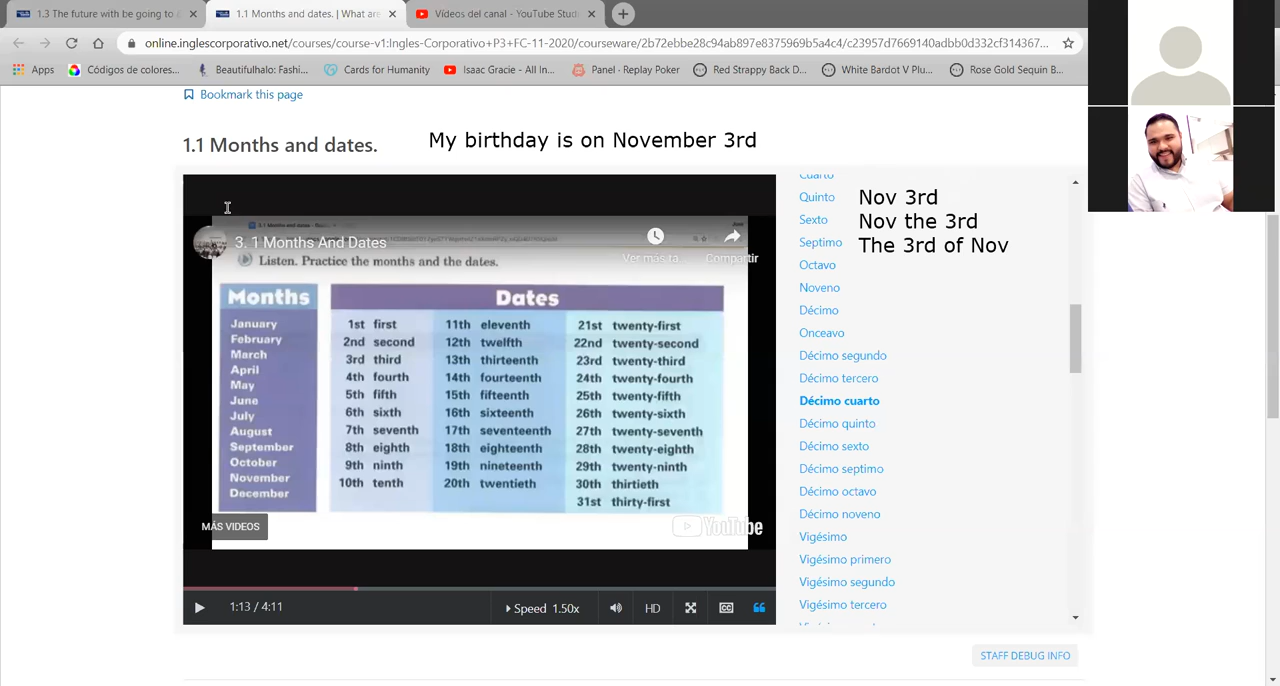 1.3 The future with be going to
1.1 Months and dates. | What are
Vídeos del canal - YouTube Stud
online.inglescorporativo.net/courses/course-v1:Ingles-Corporativo+P3+FC-11-2020/courseware/2b72ebbe28c94ab897e8375969b5a4c4/c23957d7669140adbb0d332cf314367...
Apps
Códigos de colores...
Beautifulhalo: Fashi...
Cards for Humanity
Isaac Gracie - All In...
Panel · Replay Poker
Red Strappy Back D...
White Bardot V Plu...
Rose Gold Sequin B...
Bookmark this page
1.1 Months and dates.
My birthday is on November 3rd
3. 1 Months And Dates
Ver más ta...
Compartir
Listen. Practice the months and the dates.
Months
January
February
March
April
May
June
July
August
September
October
November
December
Dates
1st first
2nd second
3rd third
4th fourth
5th fifth
6th sixth
7th seventh
8th eighth
9th ninth
10th tenth
11th eleventh
12th twelfth
13th thirteenth
14th fourteenth
15th fifteenth
16th sixteenth
17th seventeenth
18th eighteenth
19th nineteenth
20th twentieth
21st twenty-first
22nd twenty-second
23rd twenty-third
24th twenty-fourth
25th twenty-fifth
26th twenty-sixth
27th twenty-seventh
28th twenty-eighth
29th twenty-ninth
30th thirtieth
31st thirty-first
MÁS VIDEOS
YouTube
1:13 / 4:11
Speed 1.50x
HD
CC
Cuarto
Quinto
Sexto
Septimo
Octavo
Noveno
Décimo
Onceavo
Décimo segundo
Décimo tercero
Décimo cuarto
Décimo quinto
Décimo sexto
Décimo septimo
Décimo octavo
Décimo noveno
Vigésimo
Vigésimo primero
Vigésimo segundo
Vigésimo tercero
Nov 3rd
Nov the 3rd
The 3rd of Nov
STAFF DEBUG INFO